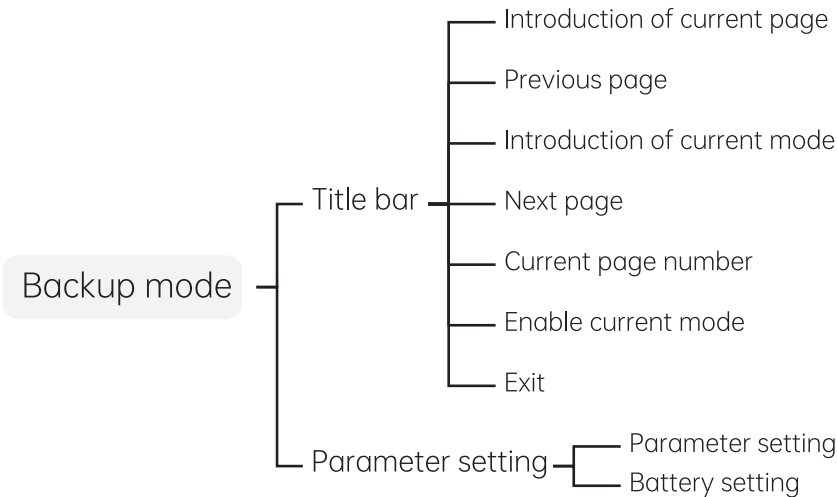 Backup mode
Title bar
Introduction of current page
Previous page
Introduction of current mode
Next page
Current page number
Enable current mode
Exit
Parameter setting
Parameter setting
Battery setting